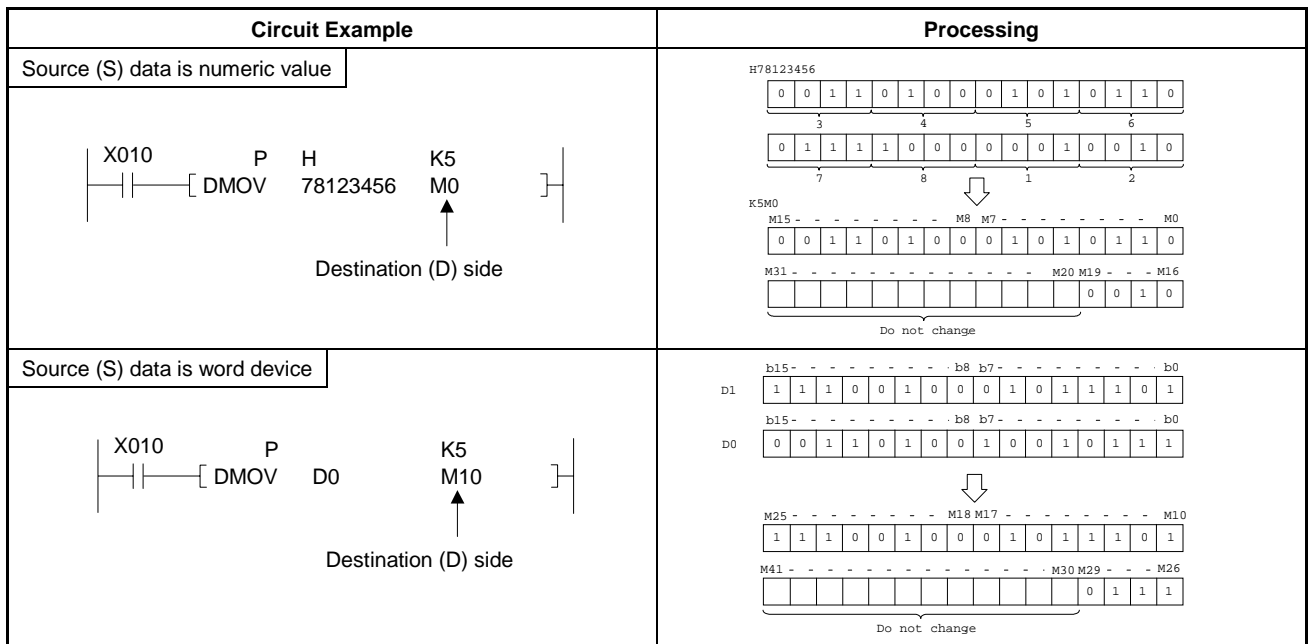 Circuit Example
Processing
Source (S) data is numeric value
X010 P H K5
DMOV 78123456 M0
Destination (D) side
H78123456
0 0 1 1 0 1 0 0 0 1 0 1 0 1 1 0
3 4 5 6
0 1 1 1 1 0 0 0 0 0 0 1 0 0 1 0
7 8 1 2
K5M0
M15 - - - - - - - - M8 M7 - - - - - - - - M0
0 0 1 1 0 1 0 0 0 1 0 1 0 1 1 0
M31 - - - - - - - - - - - - - M20 M19 - - - M16
0 0 1 0
Do not change
Source (S) data is word device
X010 P K5
DMOV D0 M10
Destination (D) side
b15 - - - - - - - - b8 b7 - - - - - - - - b0
D1 1 1 1 0 0 1 0 0 0 1 0 1 1 1 0 1
b15 - - - - - - - - b8 b7 - - - - - - - - b0
D0 0 0 1 1 0 1 0 0 1 0 0 1 0 1 1 1
M25 - - - - - - - - M18 M17 - - - - - - - - M10
1 1 1 0 0 1 0 0 0 1 0 1 1 1 0 1
M41 - - - - - - - - - - - - - M30 M29 - - - M26
0 1 1 1
Do not change